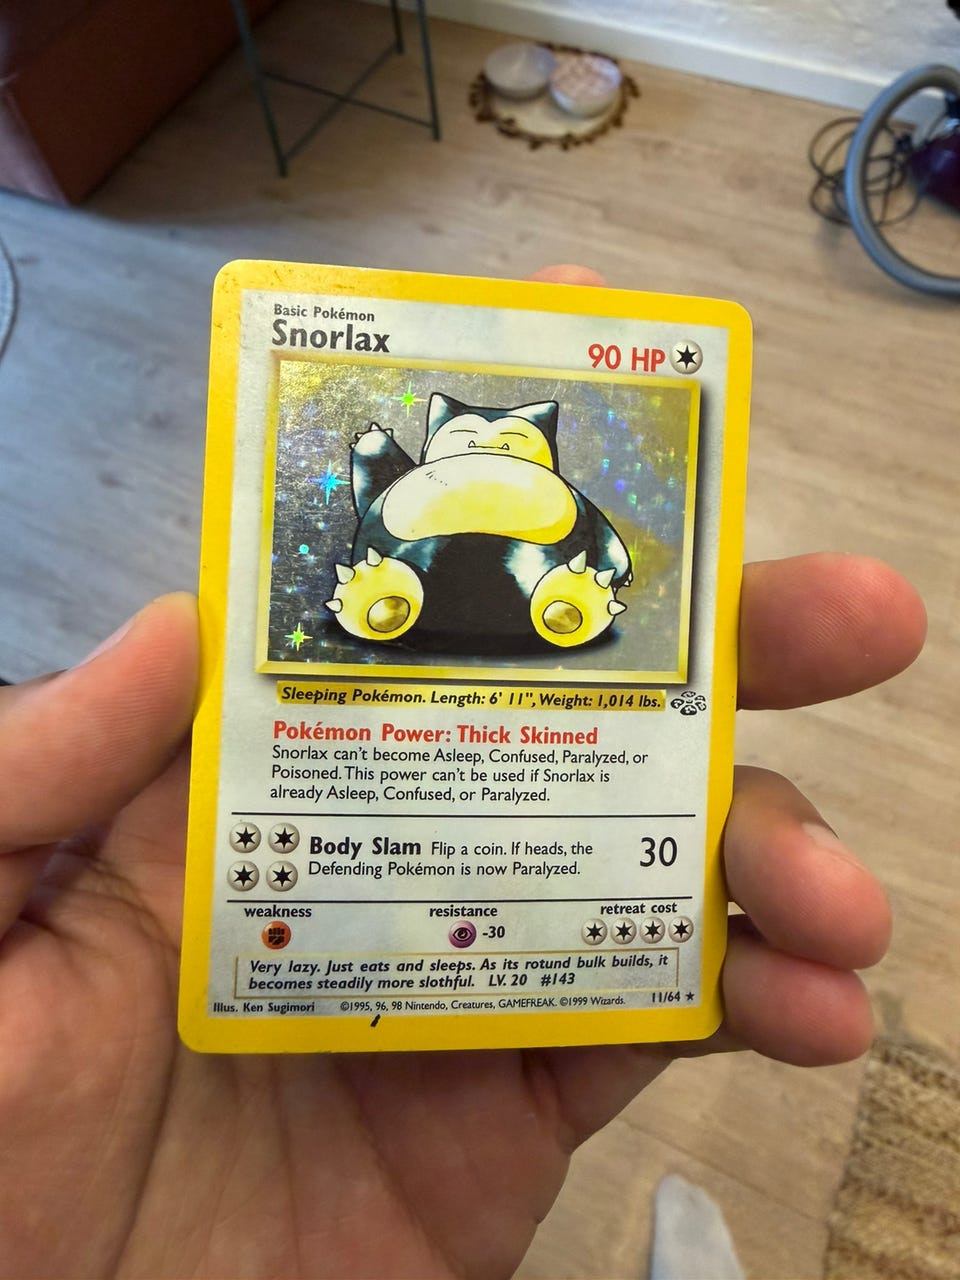 Basic Pokémon
Snorlax
90 HP
Sleeping Pokémon. Length: 6' 11", Weight: 1,014 lbs.
Pokémon Power: Thick Skinned
Snorlax can't become Asleep, Confused, Paralyzed, or
Poisoned. This power can't be used if Snorlax is
already Asleep, Confused, or Paralyzed.
Body Slam Flip a coin. If heads, the
Defending Pokémon is now Paralyzed.
30
weakness
resistance
retreat cost
-30
Very lazy. Just eats and sleeps. As its rotund bulk builds, it
becomes steadily more slothful. LV. 20 #143
Illus. Ken Sugimori ©1995, 96, 98 Nintendo, Creatures, GAMEFREAK. ©1999 Wizards. 11/64 ★